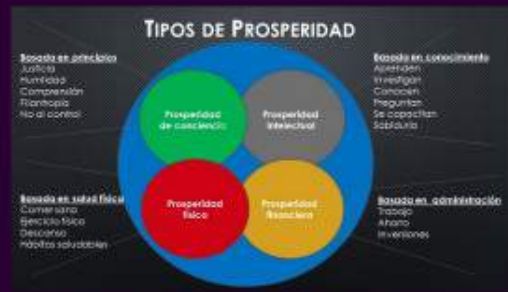 TIPOS DE PROSPERIDAD
Basada en principios
Justicia
Humildad
Comprensión
Filantropía
No al control
Basada en conocimiento
Aprenden
Investigan
Conocen
Preguntan
Se capacitan
Sabiduría
Prosperidad
de conciencia
Prosperidad
intelectual
Prosperidad
física
Prosperidad
financiera
Basada en salud física
Comer sano
Ejercicio físico
Descanso
Hábitos saludables
Basada en administración
Trabajo
Ahorro
Inversiones